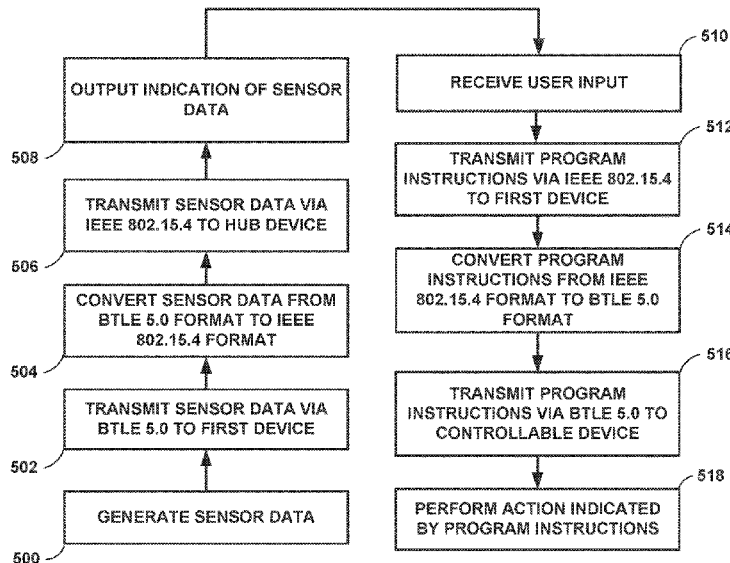 OUTPUT INDICATION OF SENSOR
DATA
508
TRANSMIT SENSOR DATA VIA
IEEE 802.15.4 TO HUB DEVICE
506
CONVERT SENSOR DATA FROM
BTLE 5.0 FORMAT TO IEEE
802.15.4 FORMAT
504
TRANSMIT SENSOR DATA VIA
BTLE 5.0 TO FIRST DEVICE
502
GENERATE SENSOR DATA
500
510
RECEIVE USER INPUT
512
TRANSMIT PROGRAM
INSTRUCTIONS VIA IEEE 802.15.4
TO FIRST DEVICE
514
CONVERT PROGRAM
INSTRUCTIONS FROM IEEE
802.15.4 FORMAT TO BTLE 5.0
FORMAT
516
TRANSMIT PROGRAM
INSTRUCTIONS VIA BTLE 5.0 TO
CONTROLLABLE DEVICE
518
PERFORM ACTION INDICATED
BY PROGRAM INSTRUCTIONS